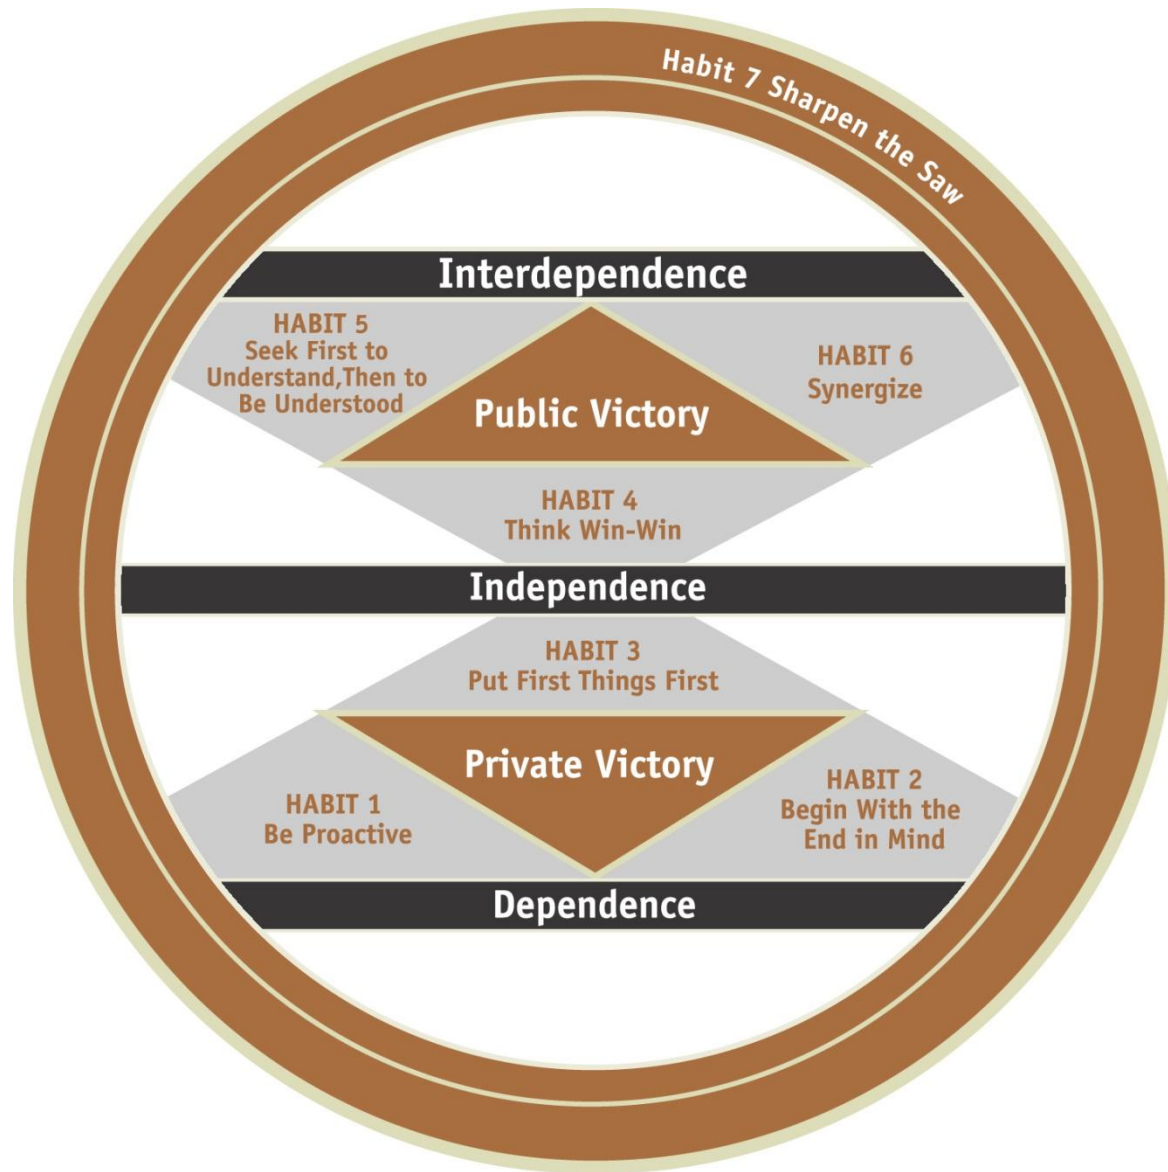 Habit 7 Sharpen the Saw
Interdependence
HABIT 5
Seek First to
Understand,Then to
Be Understood
HABIT 6
Synergize
Public Victory
HABIT 4
Think Win-Win
Independence
HABIT 3
Put First Things First
Private Victory
HABIT 1
Be Proactive
HABIT 2
Begin With the
End in Mind
Dependence